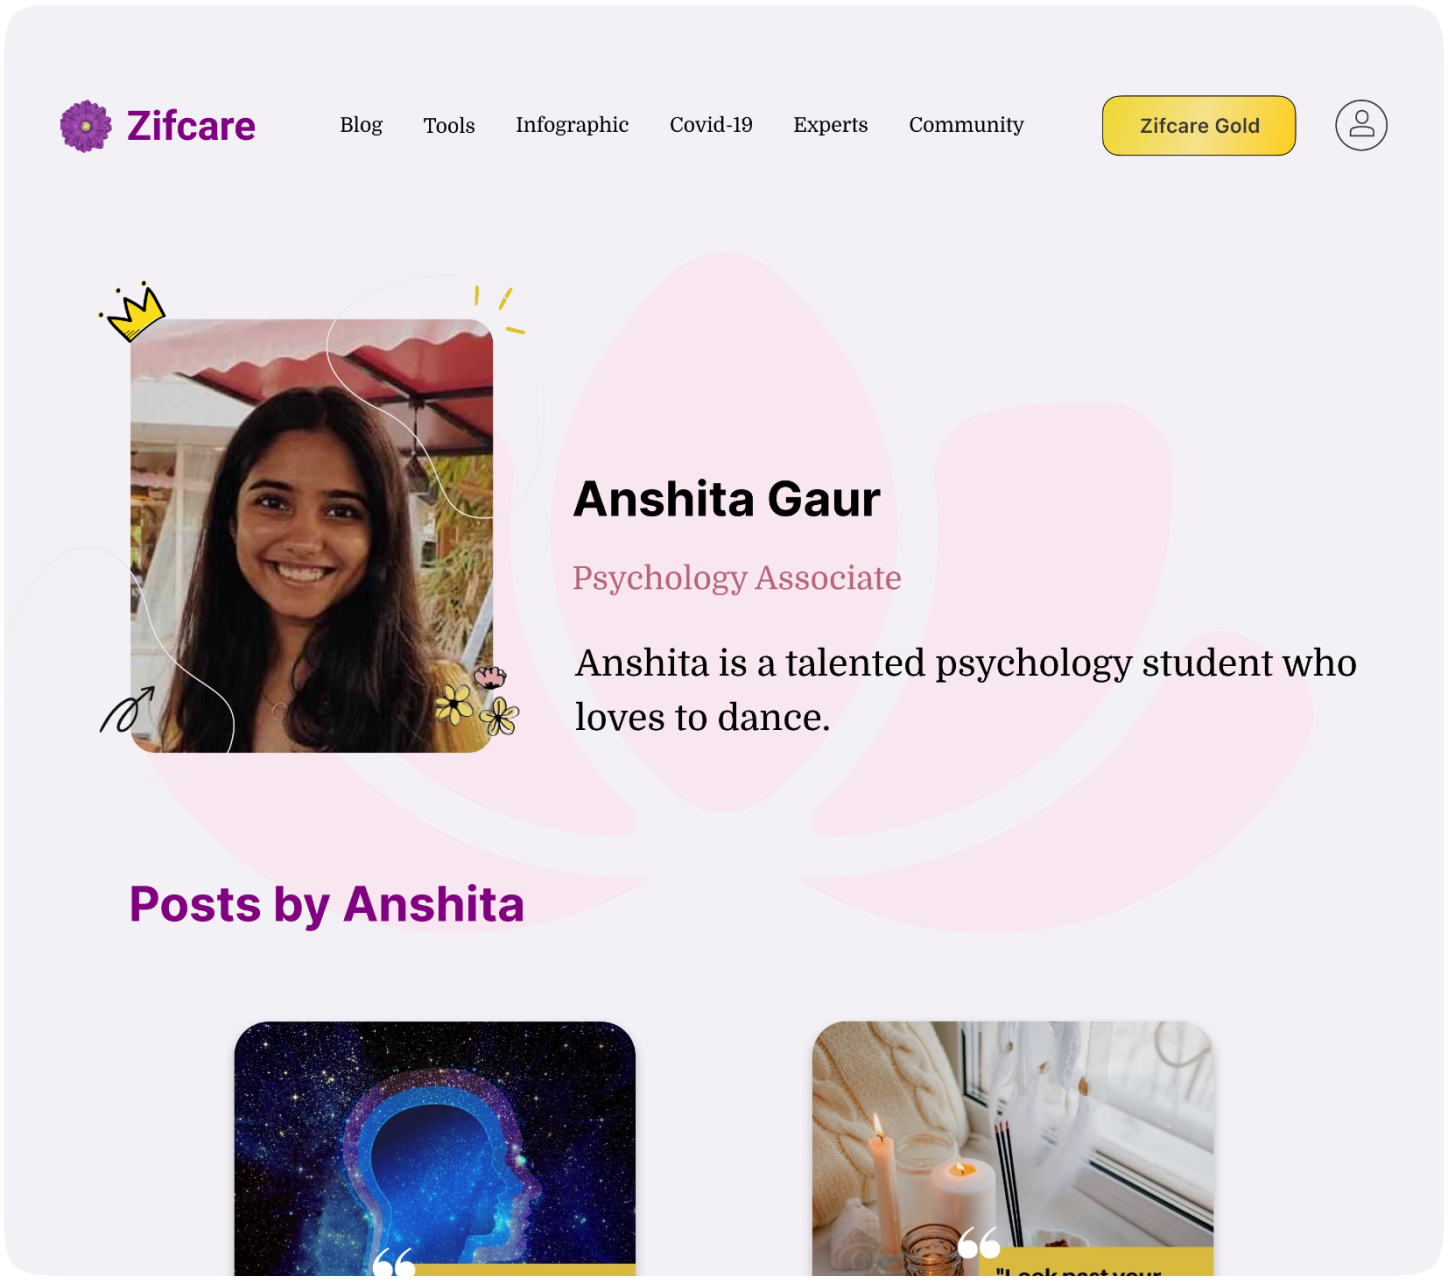 Zifcare
Blog
Tools
Infographic
Covid-19
Experts
Community
Zifcare Gold
Anshita Gaur
Psychology Associate
Anshita is a talented psychology student who
loves to dance.
Posts by Anshita
“
“
"Look past your